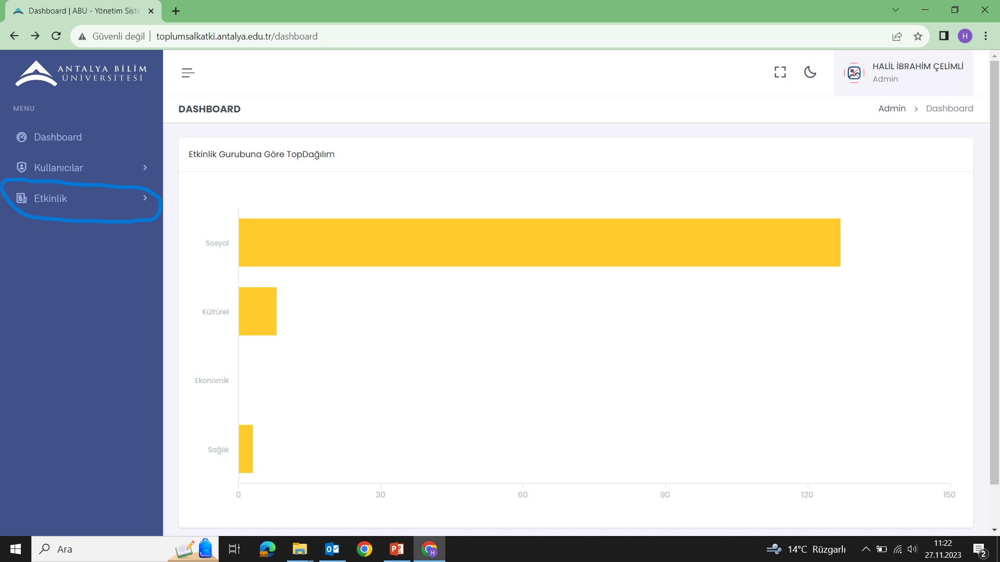 Dashboard | ABU - Yönetim Siste
Güvenli değil | toplumsalkatki.antalya.edu.tr/dashboard
H
ANTALYA BİLİM
ÜNİVERSİTESİ
HALİL İBRAHİM ÇELİMLİ
Admin
MENU
DASHBOARD
Admin > Dashboard
Dashboard
Kullanıcılar
Etkinlik
Etkinlik Gurubuna Göre TopDağılım
Sosyal
Kültürel
Ekonomik
Sağlık
0 30 60 90 120 150
Ara
14°C Rüzgarlı
11:22
27.11.2023
2